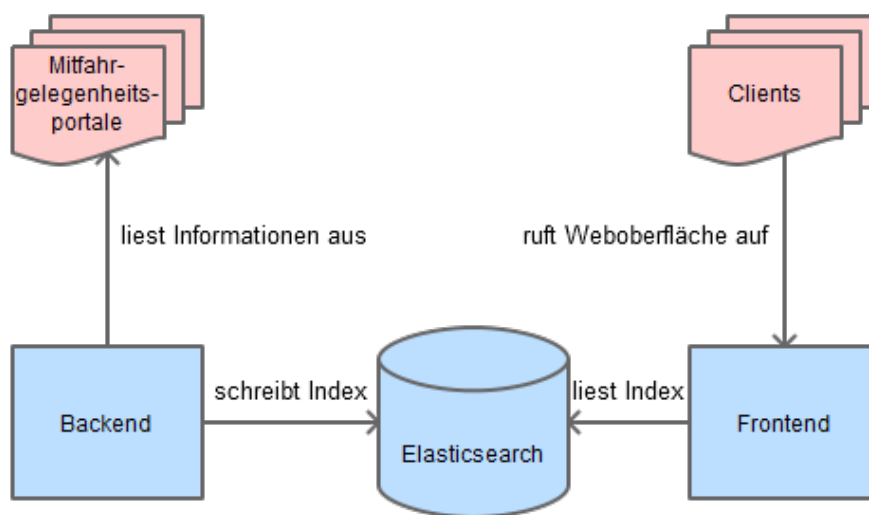 Mitfahr-
gelegenheits-
portale
Clients
liest Informationen aus
ruft Weboberfläche auf
schreibt Index
liest Index
Backend
Elasticsearch
Frontend